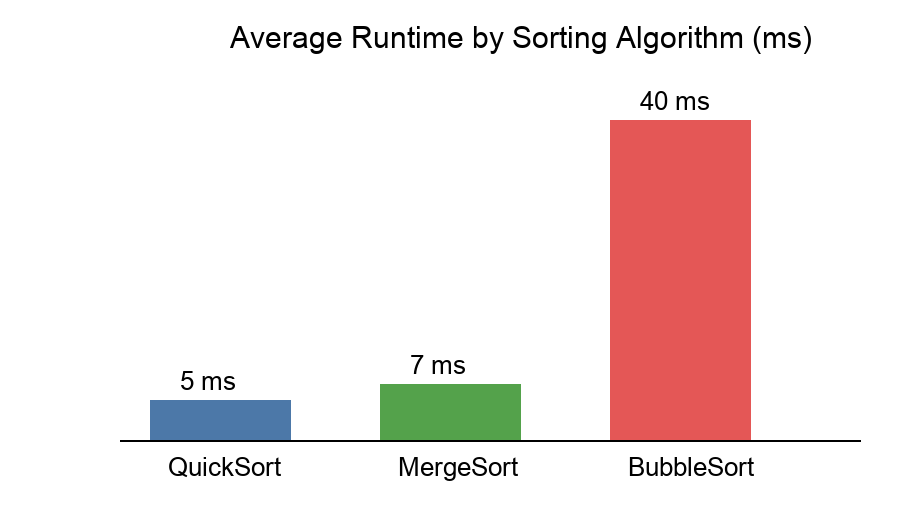 Average Runtime by Sorting Algorithm (ms)
40 ms
7 ms
5 ms
QuickSort MergeSort BubbleSort